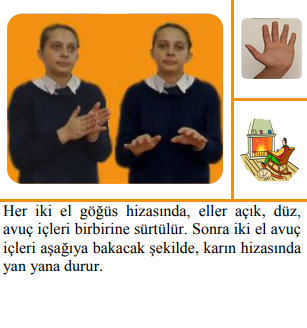 Her iki el göğüs hizasında, eller açık, düz,
avuç içleri birbirine sürtülür. Sonra iki el avuç
içleri aşağıya bakacak şekilde, karın hizasında
yan yana durur.